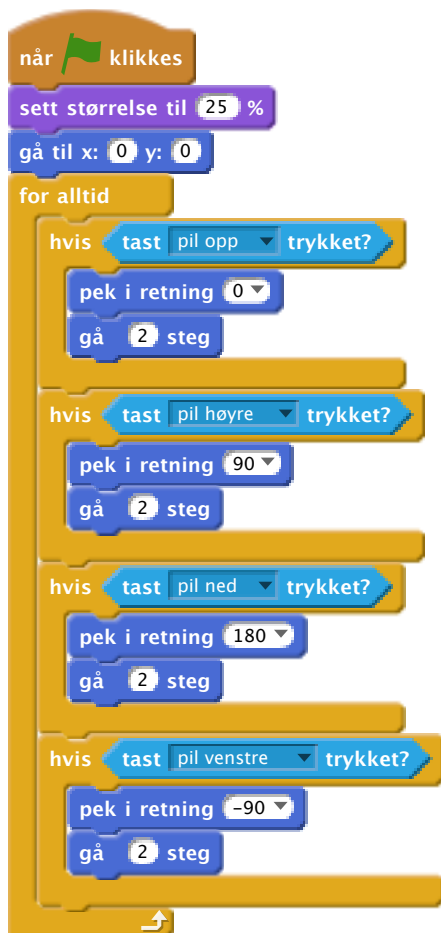 når klikkes
sett størrelse til 25 %
gå til x: 0 y: 0
for alltid
hvis tast pil opp trykket?
pek i retning 0
gå 2 steg
hvis tast pil høyre trykket?
pek i retning 90
gå 2 steg
hvis tast pil ned trykket?
pek i retning 180
gå 2 steg
hvis tast pil venstre trykket?
pek i retning -90
gå 2 steg